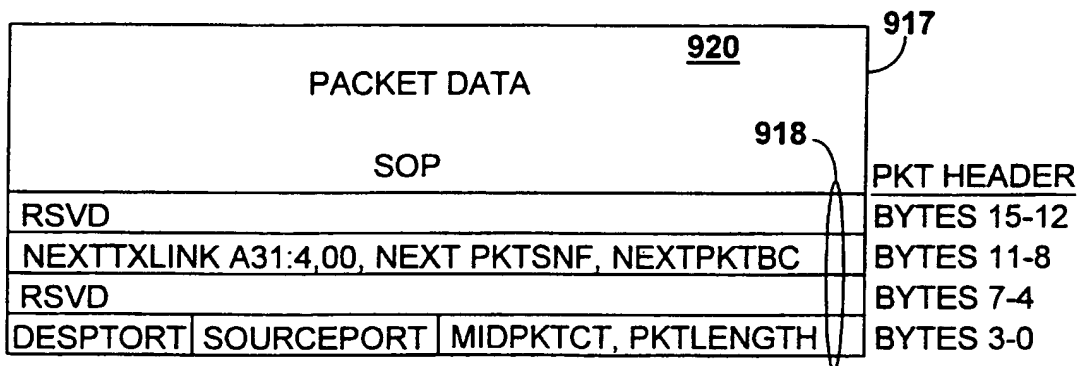 917
920
PACKET DATA
918
SOP
PKT HEADER
RSVD
BYTES 15-12
NEXTTXLINK A31:4,00, NEXT PKTSNF, NEXTPKTBC
BYTES 11-8
RSVD
BYTES 7-4
DESPTORT SOURCEPORT MIDPKTCT, PKTLENGTH
BYTES 3-0